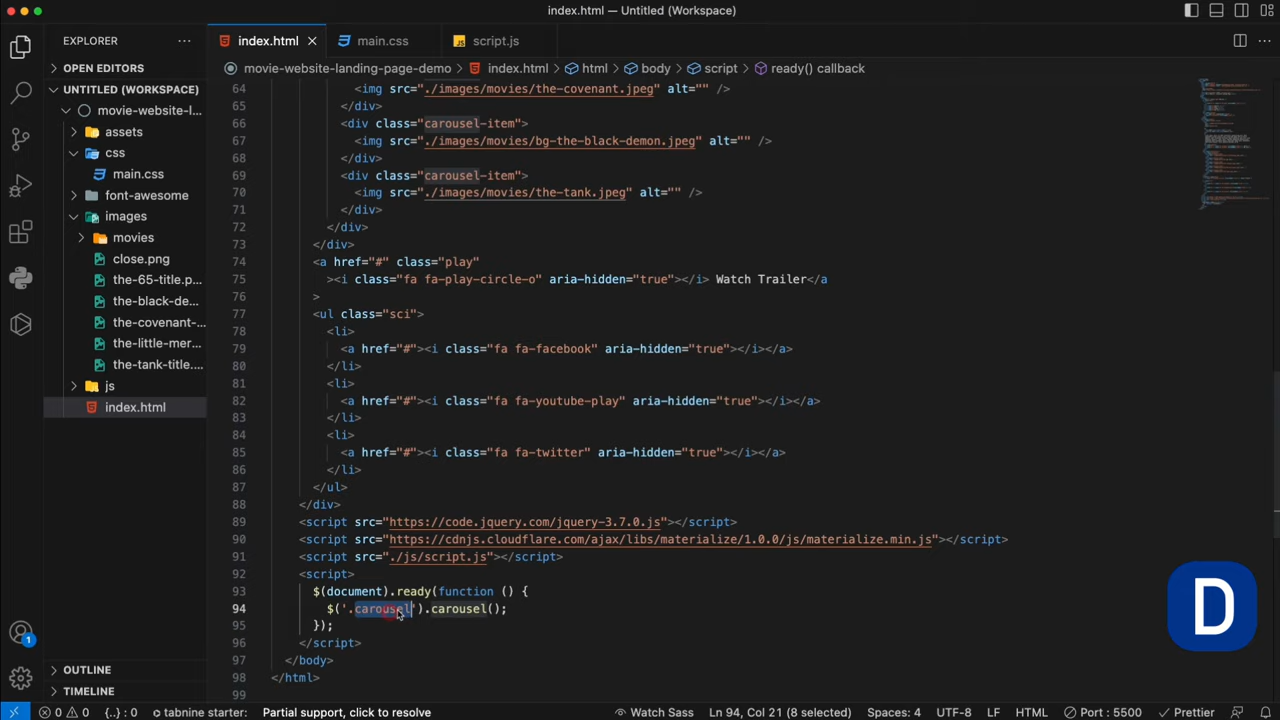 index.html — Untitled (Workspace)
EXPLORER
index.html
main.css
script.js
OPEN EDITORS
movie-website-landing-page-demo > index.html > html > body > script > ready() callback
UNTITLED (WORKSPACE)
movie-website-l...
assets
css
main.css
font-awesome
images
movies
close.png
the-65-title.p...
the-black-de...
the-covenant-...
the-little-mer...
the-tank-title....
js
index.html
OUTLINE
TIMELINE
64 <img src="./images/movies/the-covenant.jpeg" alt="" />
65 </div>
66 <div class="carousel-item">
67 <img src="./images/movies/bg-the-black-demon.jpeg" alt="" />
68 </div>
69 <div class="carousel-item">
70 <img src="./images/movies/the-tank.jpeg" alt="" />
71 </div>
72 </div>
73 </div>
74 <a href="#" class="play"
75 ><i class="fa fa-play-circle-o" aria-hidden="true"></i> Watch Trailer</a
76 >
77 <ul class="sci">
78 <li>
79 <a href="#"><i class="fa fa-facebook" aria-hidden="true"></i></a>
80 </li>
81 <li>
82 <a href="#"><i class="fa fa-youtube-play" aria-hidden="true"></i></a>
83 </li>
84 <li>
85 <a href="#"><i class="fa fa-twitter" aria-hidden="true"></i></a>
86 </li>
87 </ul>
88 </div>
89 <script src="https://code.jquery.com/jquery-3.7.0.js"></script>
90 <script src="https://cdnjs.cloudflare.com/ajax/libs/materialize/1.0.0/js/materialize.min.js"></script>
91 <script src="./js/script.js"></script>
92 <script>
93 $(document).ready(function () {
94 $('.carousel').carousel();
95 });
96 </script>
97 </body>
98 </html>
99
D
1
0 0 {..} : 0 tabnine starter: Partial support, click to resolve Watch Sass Ln 94, Col 21 (8 selected) Spaces: 4 UTF-8 LF HTML Port : 5500 Prettier